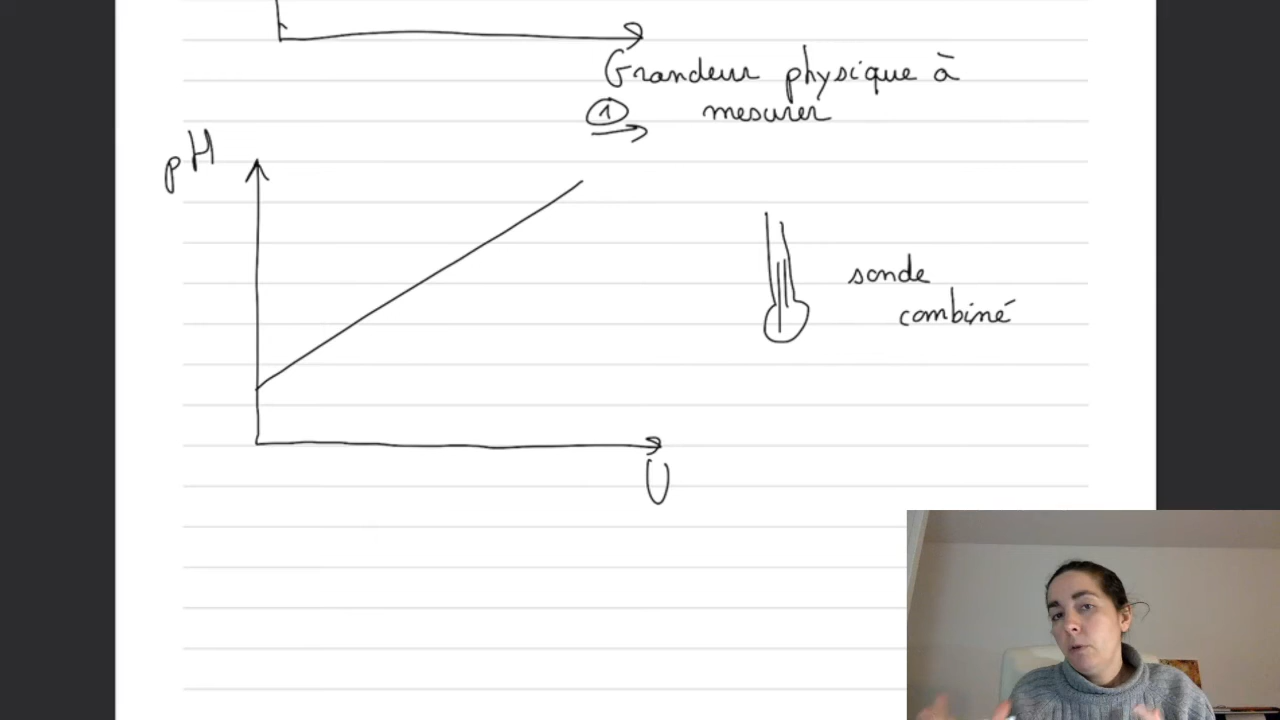 Grandeur physique à
① mesurer
pH
sonde
combiné
U